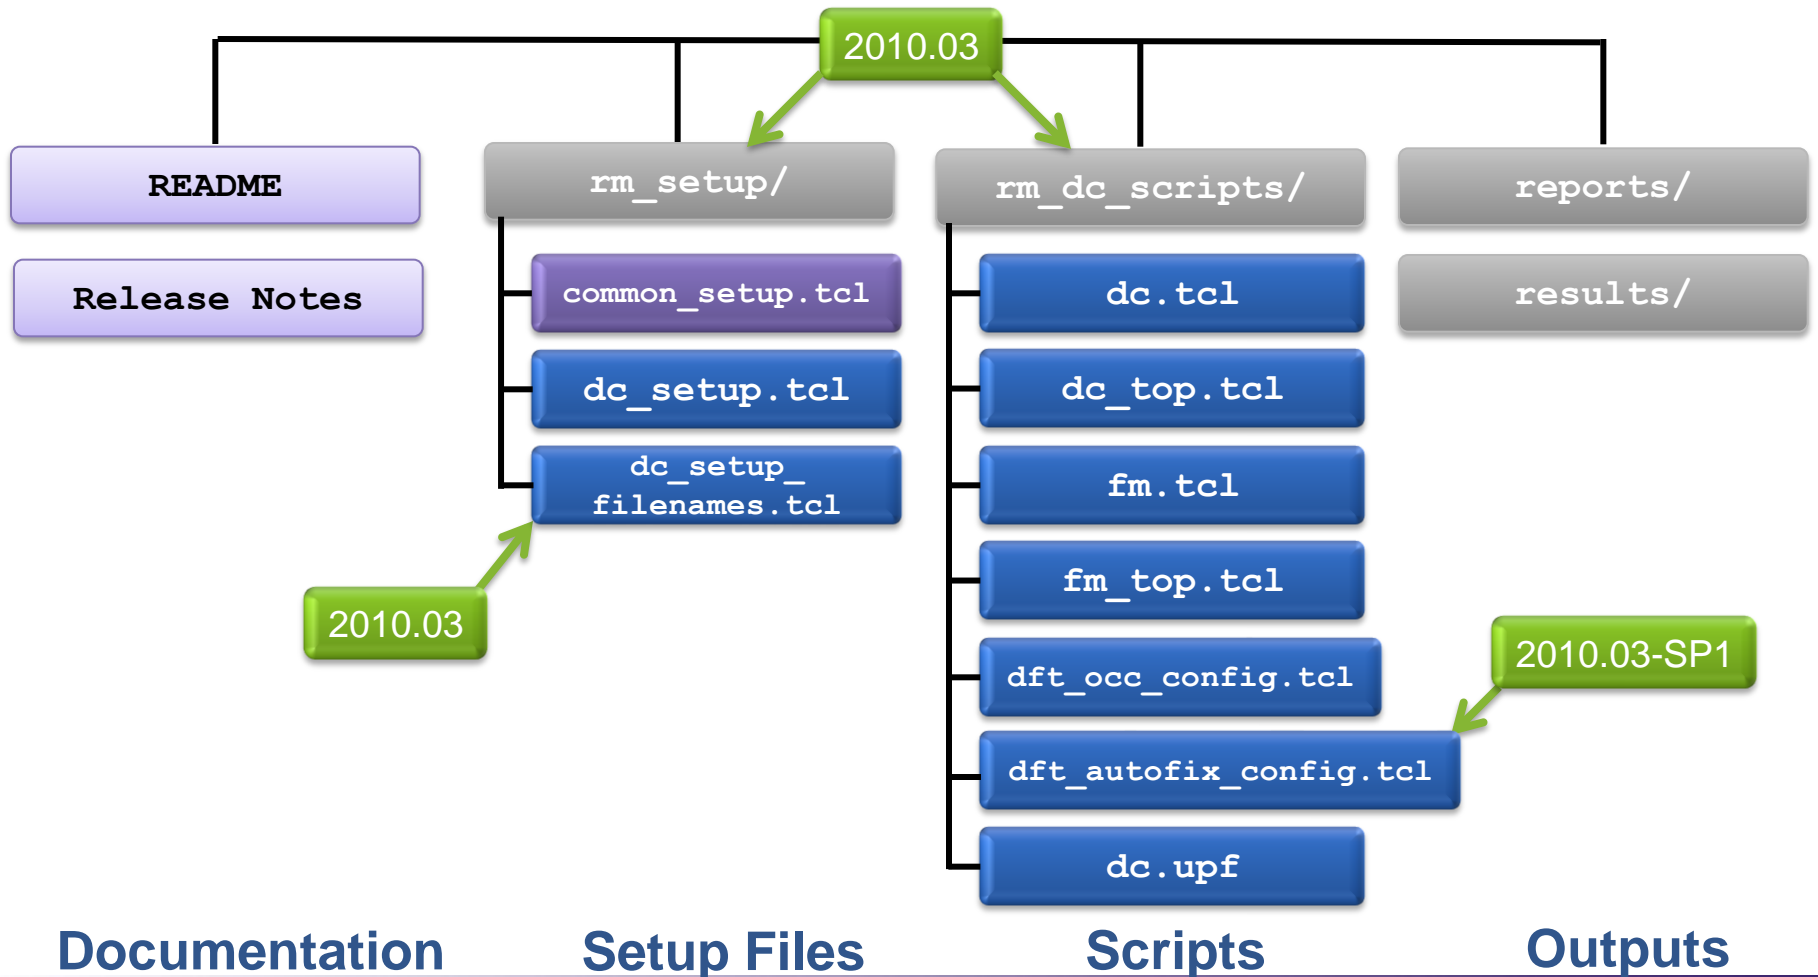 2010.03
README
rm_setup/
rm_dc_scripts/
reports/
Release Notes
common_setup.tcl
dc.tcl
results/
dc_setup.tcl
dc_top.tcl
dc_setup_
filenames.tcl
fm.tcl
2010.03
fm_top.tcl
2010.03-SP1
dft_occ_config.tcl
dft_autofix_config.tcl
dc.upf
Documentation
Setup Files
Scripts
Outputs